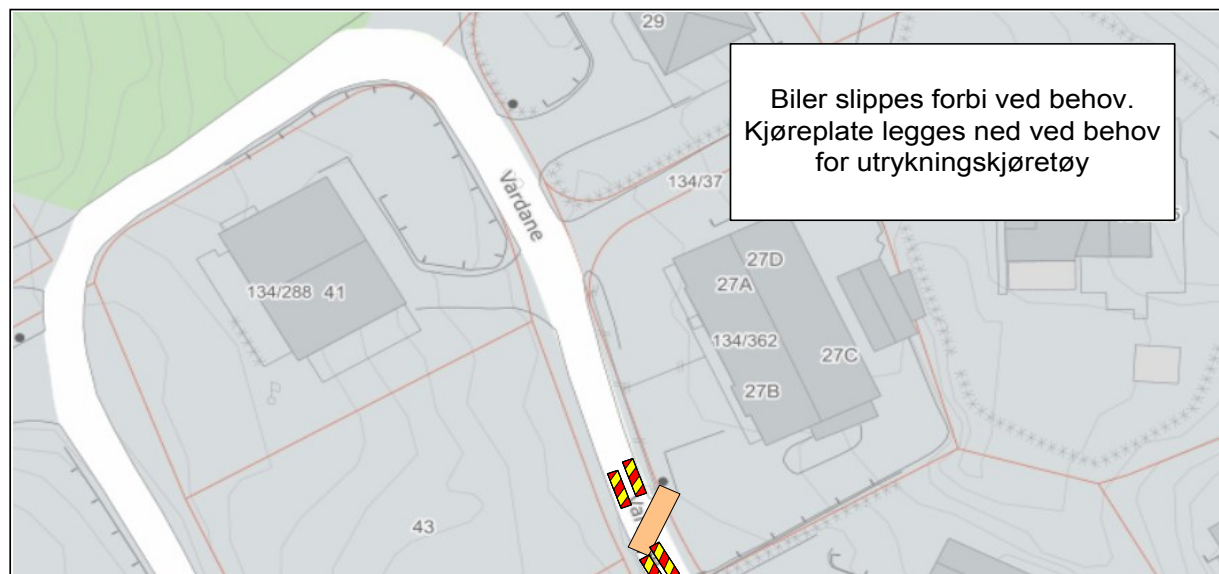 29
Biler slippes forbi ved behov.
Kjøreplate legges ned ved behov
for utrykningskjøretøy
134/37
Vardane
27D
27A
134/288 41
134/362
27C
27B
43